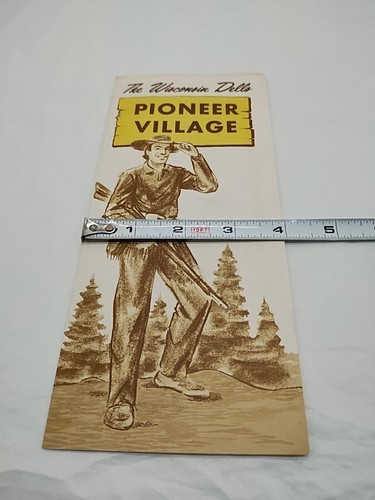 The Wisconsin Dells
PIONEER
VILLAGE
1 2 3 4 5